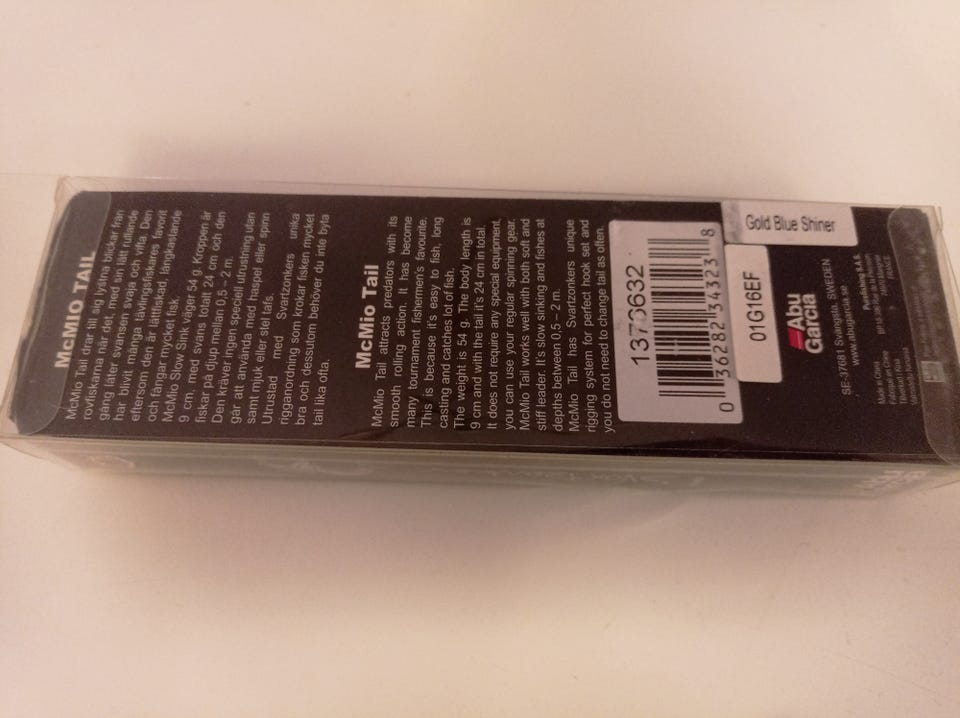 McMIO TAIL
McMio Tail drar till sig lystna blickar från
rovfiskarna när det, med sin lätt rullande
gång låter svansen svaja och vifta. Den
har blivit många tävlingsfiskares favorit
eftersom den är lättfiskad, långkastande
och fångar mycket fisk.
McMio Slow Sink väger 54 g. Kroppen är
9 cm, med svans totalt 24 cm och den
fiskar på djup mellan 0,5 – 2 m.
Den kräver ingen speciell utrustning utan
går att använda med haspel eller spinn
samt mjuk eller stel tafs.
Utrustad med Svartzonkers unika
rigganordning som krokar fisken mycket
bra och dessutom behöver du inte byta
tail lika ofta.
McMio Tail
McMio Tail attracts predators with its
smooth rolling action. It has become
many tournament fishermen's favourite.
This is because it's easy to fish, long
casting and catches lots of fish.
The weight is 54 g. The body length is
9 cm and with the tail it's 24 cm in total.
It does not require any special equipment,
you can use your regular spinning gear.
McMio Tail works well with both soft and
stiff leader. It's slow sinking and fishes at
depths between 0,5 – 2 m.
McMio Tail has Svartzonkers unique
rigging system for perfect hook set and
you do not need to change tail as often.
1373632
0 36282 34323 8
Gold Blue Shiner
01G16EF
Abu
Garcia
SE-37681 Svängsta, SWEDEN
www.abugarcia.se
Made in China
Purefishing S.A.S.
FRANCE